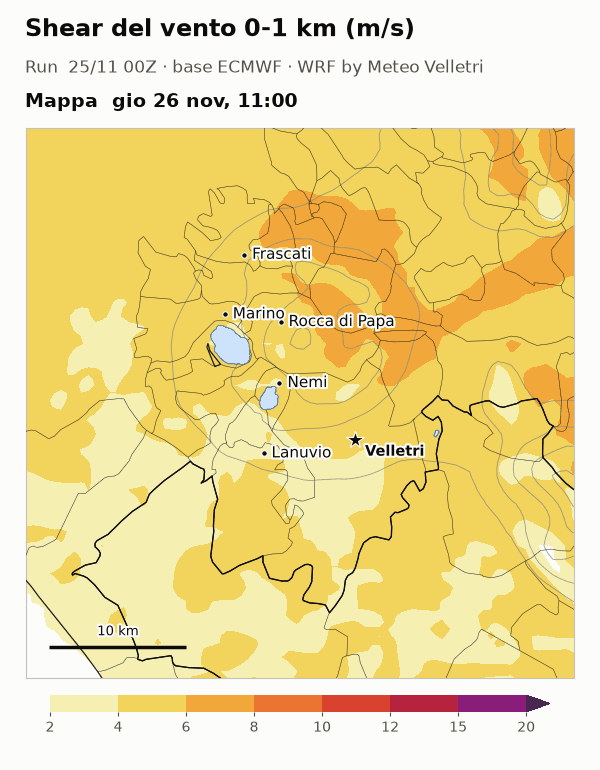 Shear del vento 0-1 km (m/s)
Run  25/11 00Z · base ECMWF · WRF by Meteo Velletri
Mappa  gio 26 nov, 11:00
Frascati
Marino
Rocca di Papa
Nemi
Velletri
Lanuvio
10 km
2 4 6 8 10 12 15 20